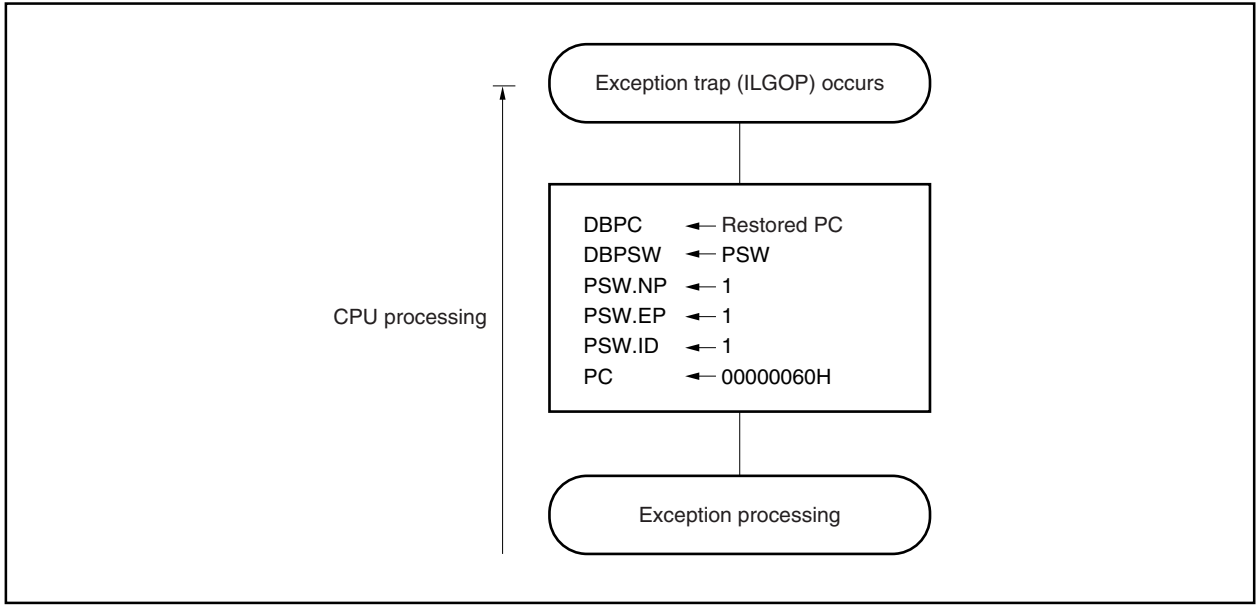 Exception trap (ILGOP) occurs
DBPC ← Restored PC
DBPSW ← PSW
PSW.NP ← 1
PSW.EP ← 1
CPU processing
PSW.ID ← 1
PC ← 00000060H
Exception processing